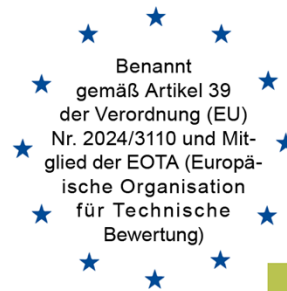 Benannt
gemäß Artikel 39
der Verordnung (EU)
Nr. 2024/3110 und Mit-
glied der EOTA (Europä-
ische Organisation
für Technische
Bewertung)